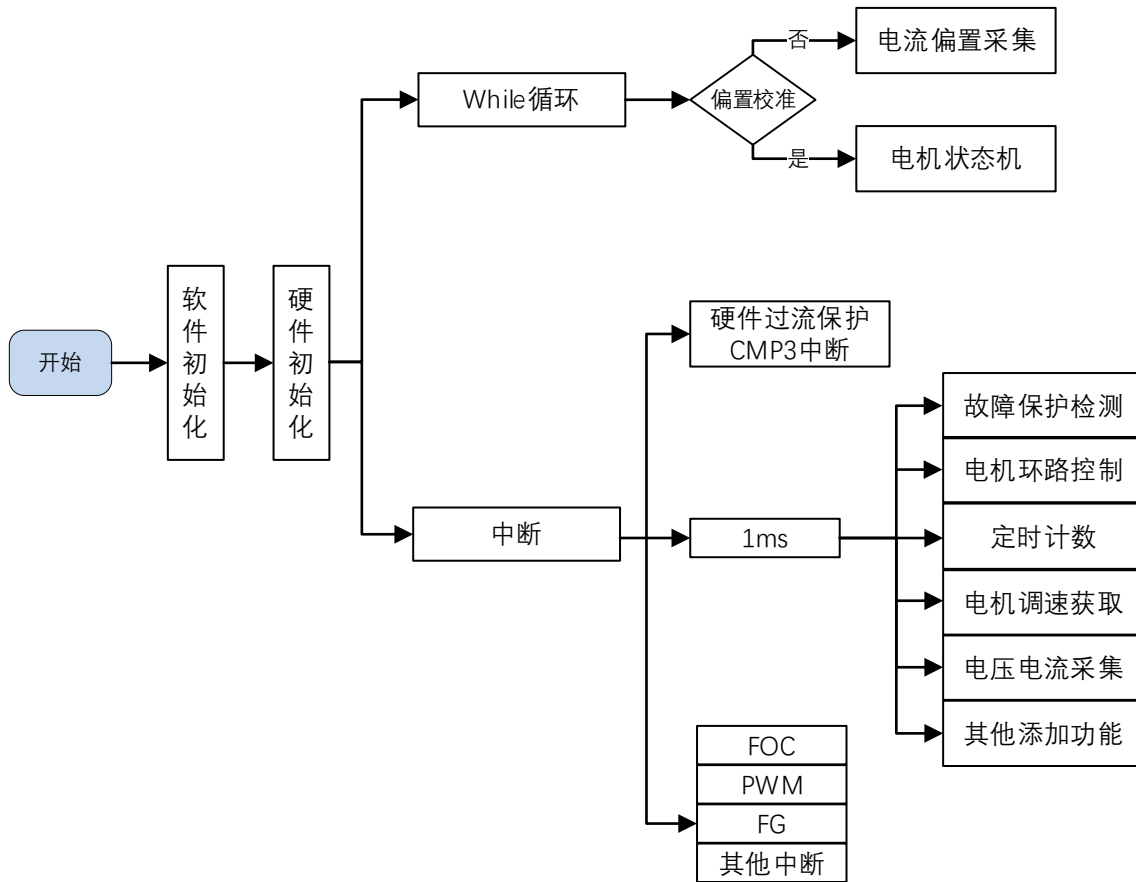 否
电流偏置采集
While循环
偏置校准
是
电机状态机
开始
软
件
初
始
化
硬
件
初
始
化
中断
硬件过流保护
CMP3中断
1ms
故障保护检测
电机环路控制
定时计数
电机调速获取
电压电流采集
其他添加功能
FOC
PWM
FG
其他中断